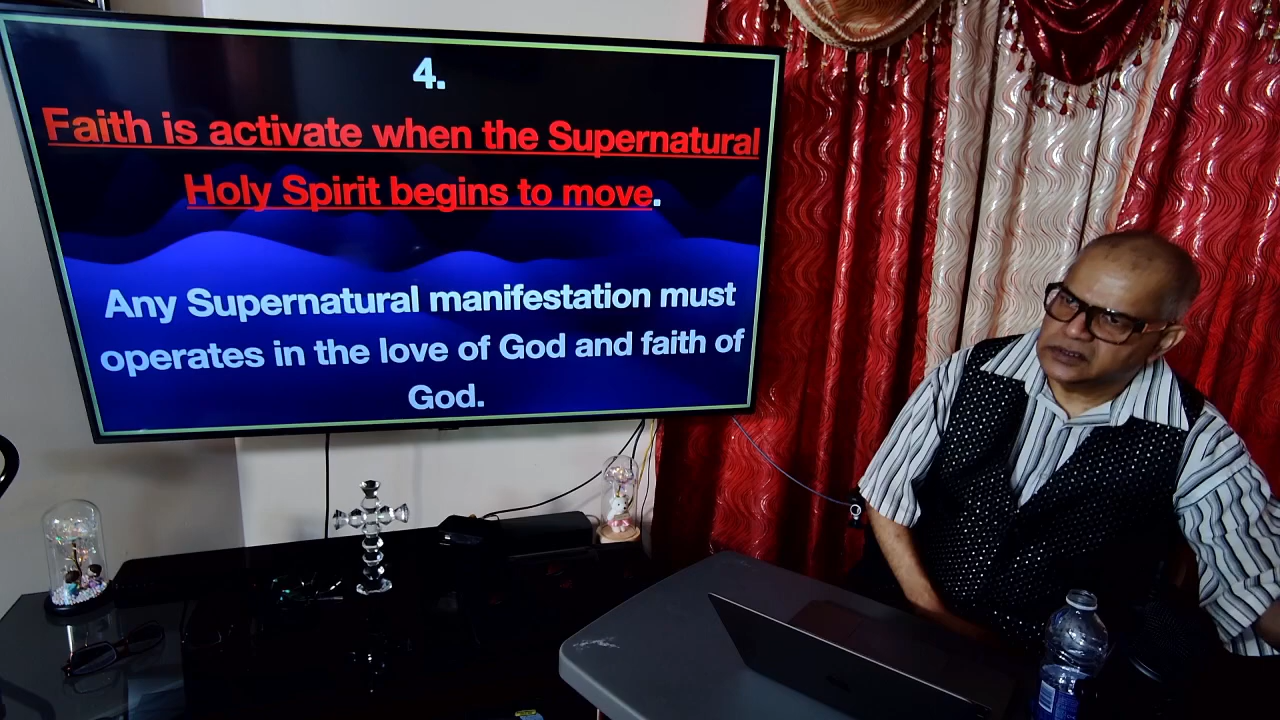 4.
Faith is activate when the Supernatural
Holy Spirit begins to move.
Any Supernatural manifestation must
operates in the love of God and faith of
God.